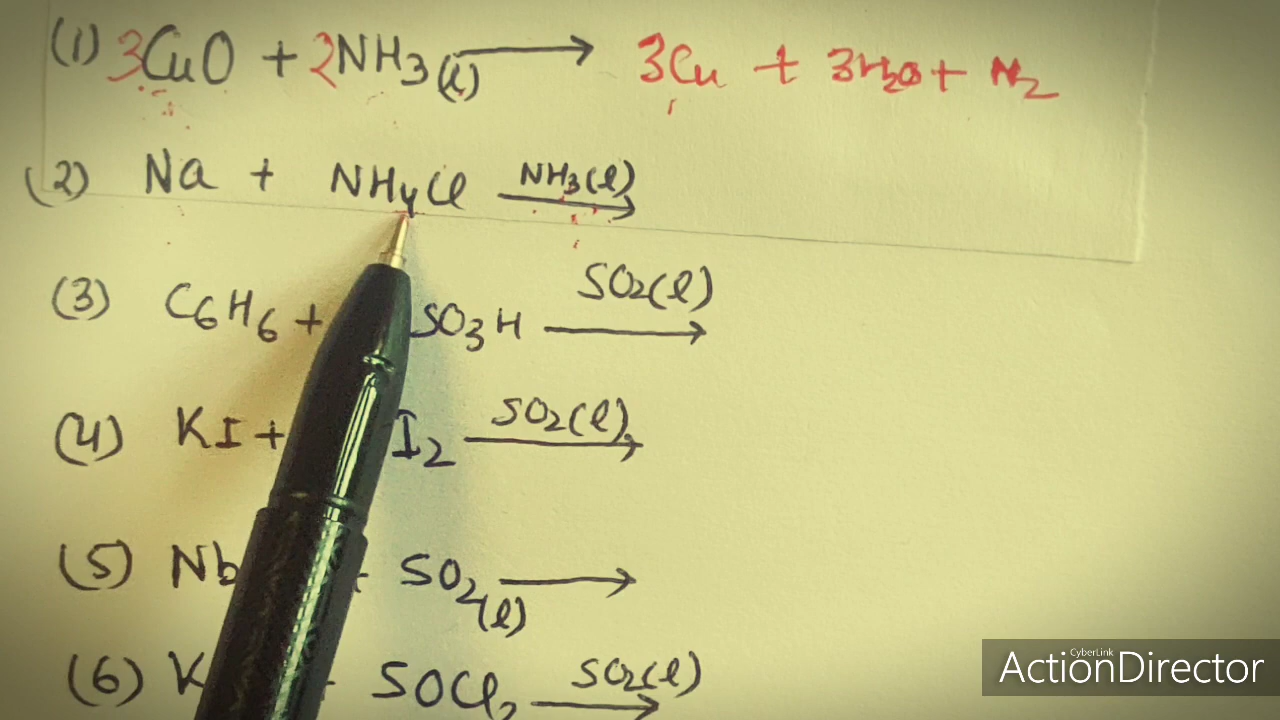 (1) 3CuO + 2NH3(l) → 3Cu + 3H2O + N2
(2) Na + NH4Cl NH3(l) →
(3) C6H6 + SO3H SO2(l) →
(4) KI + I2 SO2(l) →
(5) Nb + SO2(l) →
(6) K SOCl2 SO2(l) →
CyberLink
ActionDirector